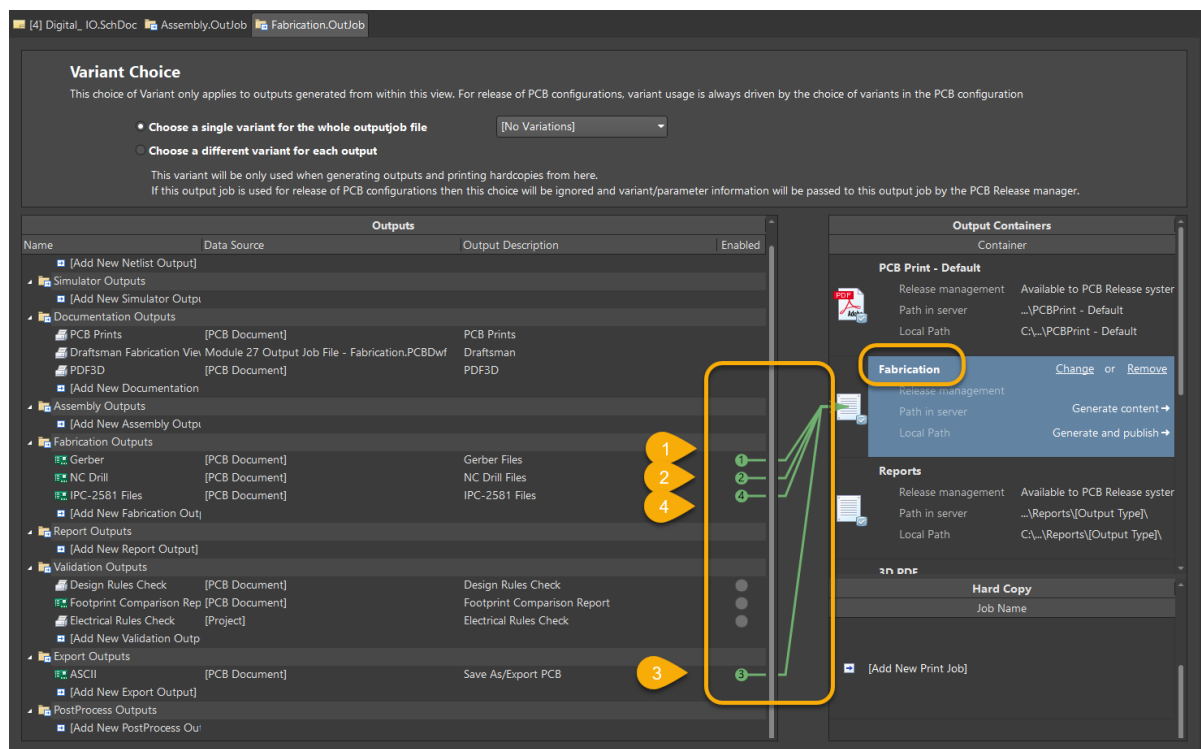 [4] Digital_ IO.SchDoc Assembly.OutJob Fabrication.OutJob
Variant Choice
This choice of Variant only applies to outputs generated from within this view. For release of PCB configurations, variant usage is always driven by the choice of variants in the PCB configuration
Choose a single variant for the whole outputjob file [No Variations]
Choose a different variant for each output
This variant will be only used when generating outputs and printing hardcopies from here.
If this output job is used for release of PCB configurations then this choice will be ignored and variant/parameter information will be passed to this output job by the PCB Release manager.
Outputs
Name Data Source Output Description Enabled
[Add New Netlist Output]
Simulator Outputs
[Add New Simulator Outpu
Documentation Outputs
PCB Prints [PCB Document] PCB Prints
Draftsman Fabrication View Module 27 Output Job File - Fabrication.PCBDwf Draftsman
PDF3D [PCB Document] PDF3D
[Add New Documentation
Assembly Outputs
[Add New Assembly Outpu
Fabrication Outputs
1
Gerber [PCB Document] Gerber Files 1
NC Drill [PCB Document] NC Drill Files 2 2
IPC-2581 Files [PCB Document] IPC-2581 Files 4
[Add New Fabrication Out 4
Report Outputs
[Add New Report Output]
Validation Outputs
Design Rules Check [PCB Document] Design Rules Check
Footprint Comparison Rep [PCB Document] Footprint Comparison Report
Electrical Rules Check [Project] Electrical Rules Check
[Add New Validation Outp
Export Outputs
ASCII [PCB Document] Save As/Export PCB 3 3
[Add New Export Output]
PostProcess Outputs
[Add New PostProcess Ou
Output Containers
Container
PCB Print - Default
Release management Available to PCB Release syster
Path in server ...\PCBPrint - Default
Local Path C:\...\PCBPrint - Default
PDF
Adobe
Fabrication Change or Remove
Release management
Path in server Generate content
Local Path Generate and publish
Reports
Release management Available to PCB Release syster
Path in server ...\Reports\[Output Type]\
Local Path C:\...\Reports\[Output Type]\
3D PDF
Hard Copy
Job Name
[Add New Print Job]